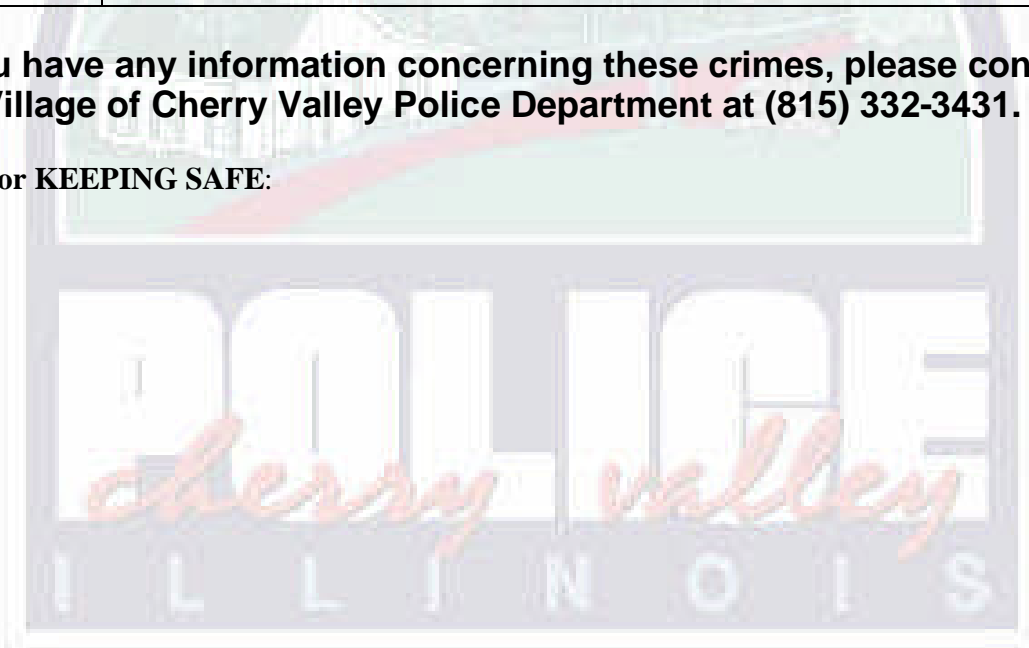 u have any information concerning these crimes, please con
Village of Cherry Valley Police Department at (815) 332-3431.
or KEEPING SAFE:
POLICE
cherry valley
ILLINOIS